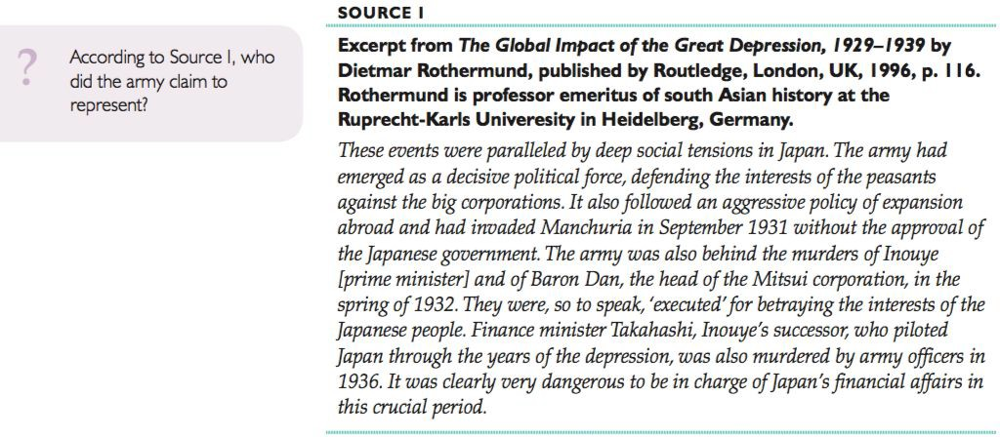 ?
According to Source I, who
did the army claim to
represent?
SOURCE I
Excerpt from The Global Impact of the Great Depression, 1929–1939 by
Dietmar Rothermund, published by Routledge, London, UK, 1996, p. 116.
Rothermund is professor emeritus of south Asian history at the
Ruprecht-Karls Univeresity in Heidelberg, Germany.
These events were paralleled by deep social tensions in Japan. The army had
emerged as a decisive political force, defending the interests of the peasants
against the big corporations. It also followed an aggressive policy of expansion
abroad and had invaded Manchuria in September 1931 without the approval of
the Japanese government. The army was also behind the murders of Inouye
[prime minister] and of Baron Dan, the head of the Mitsui corporation, in the
spring of 1932. They were, so to speak, ‘executed’ for betraying the interests of the
Japanese people. Finance minister Takahashi, Inouye’s successor, who piloted
Japan through the years of the depression, was also murdered by army officers in
1936. It was clearly very dangerous to be in charge of Japan’s financial affairs in
this crucial period.